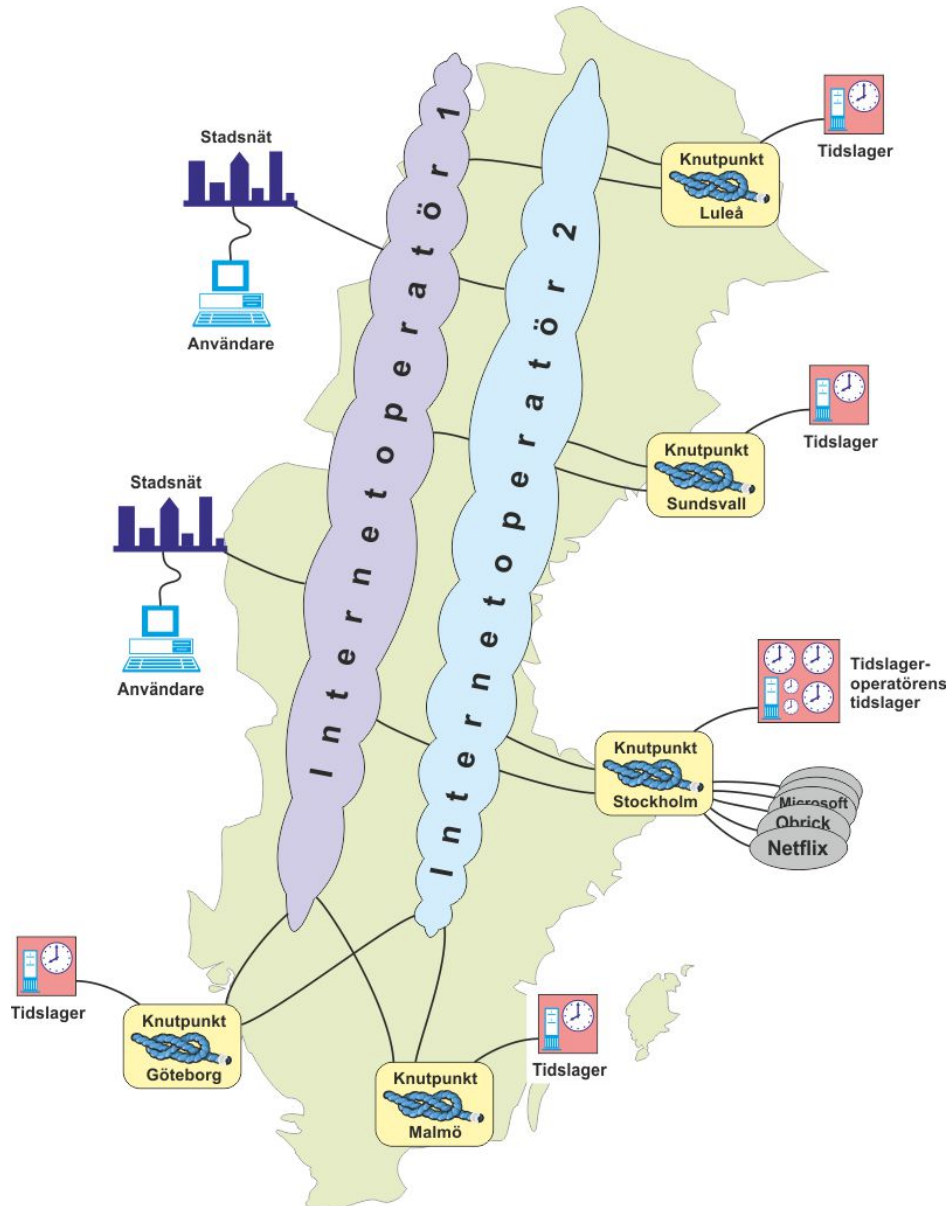 Internetoperatör 1
Internetoperatör 2
Stadsnät
Användare
Knutpunkt
Luleå
Tidslager
Knutpunkt
Sundsvall
Tidslager
Stadsnät
Användare
Tidslager-
operatörens
tidslager
Knutpunkt
Stockholm
Microsoft
Qbrick
Netflix
Tidslager
Knutpunkt
Göteborg
Knutpunkt
Malmö
Tidslager